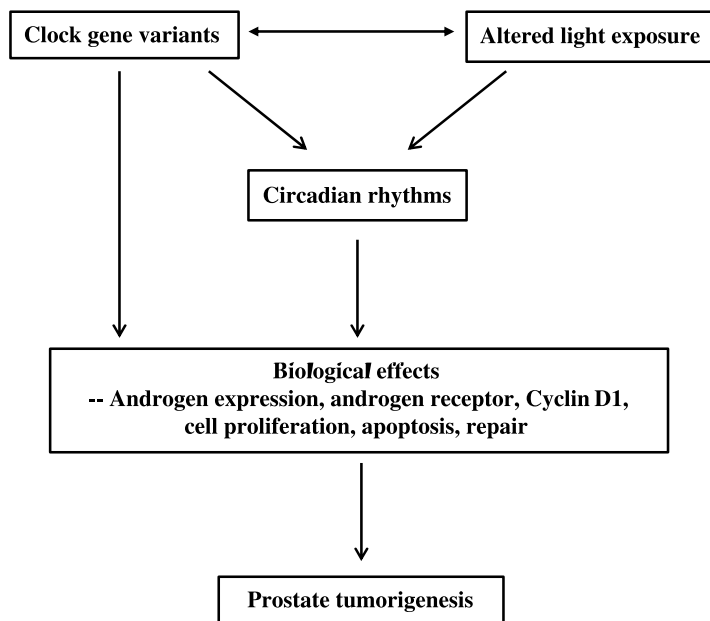 Clock gene variants
Altered light exposure
Circadian rhythms
Biological effects
-- Androgen expression, androgen receptor, Cyclin D1,
cell proliferation, apoptosis, repair
Prostate tumorigenesis